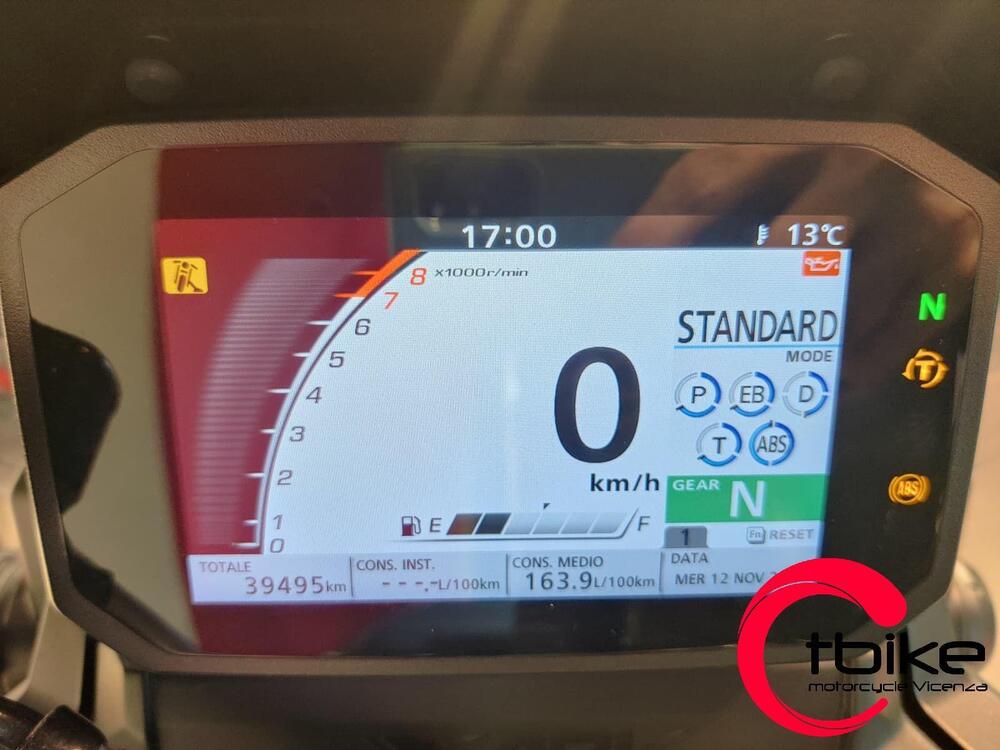 17:00
13°C
8 x1000r/min
7
6
5
4
3
2
1
0
STANDARD
MODE
P EB D
T ABS
0
km/h
GEAR N
E F
1
Fn RESET
TOTALE
39495km
CONS. INST.
---.-L/100km
CONS. MEDIO
163.9L/100km
DATA
MER 12 NOV
N
T
ABS
tbike
motorcycle Vicenza